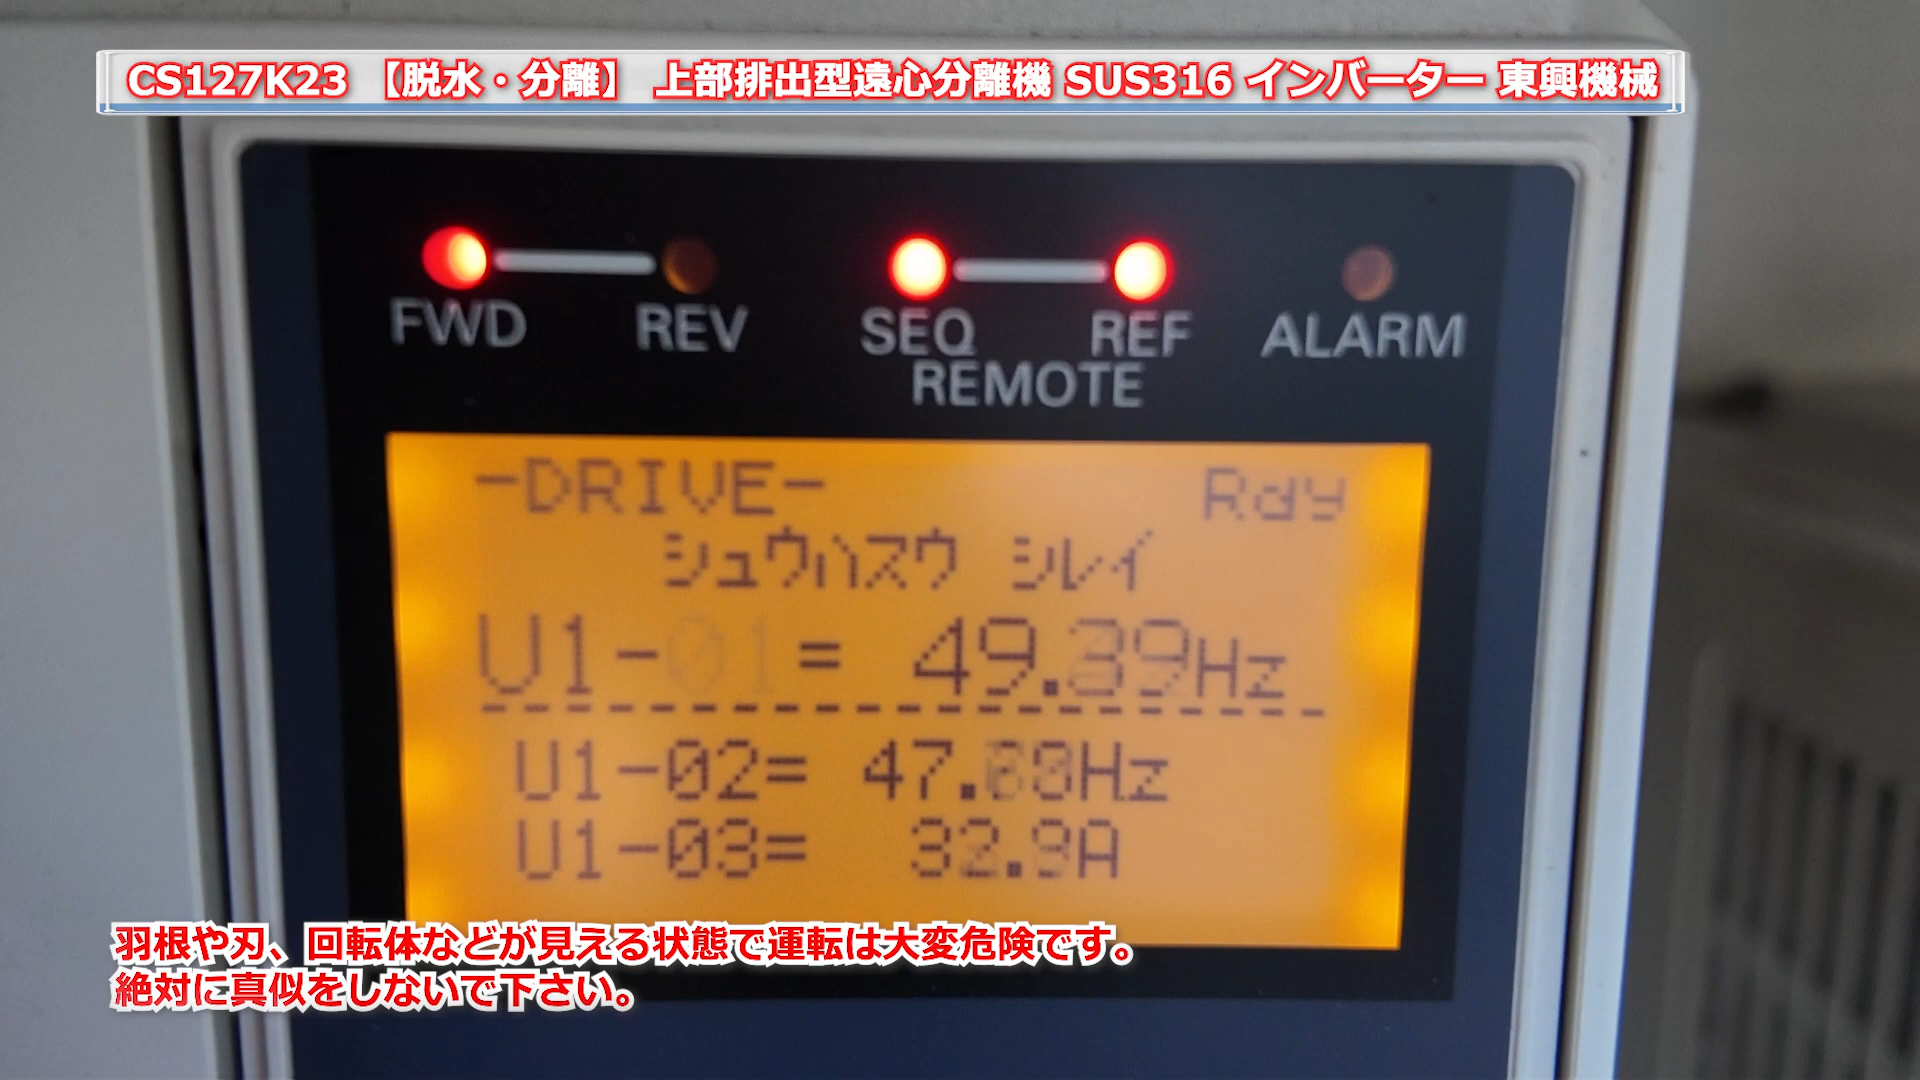 CS127K23 【脱水・分離】 上部排出型遠心分離機 SUS316 インバーター 東興機械
FWD REV SEQ REF ALARM
REMOTE
-DRIVE- Rdy
シュウハスウ シレイ
U1-01= 49.39Hz
U1-02= 47.60Hz
U1-03= 32.9A
羽根や刃、回転体などが見える状態で運転は大変危険です。
絶対に真似をしないで下さい。